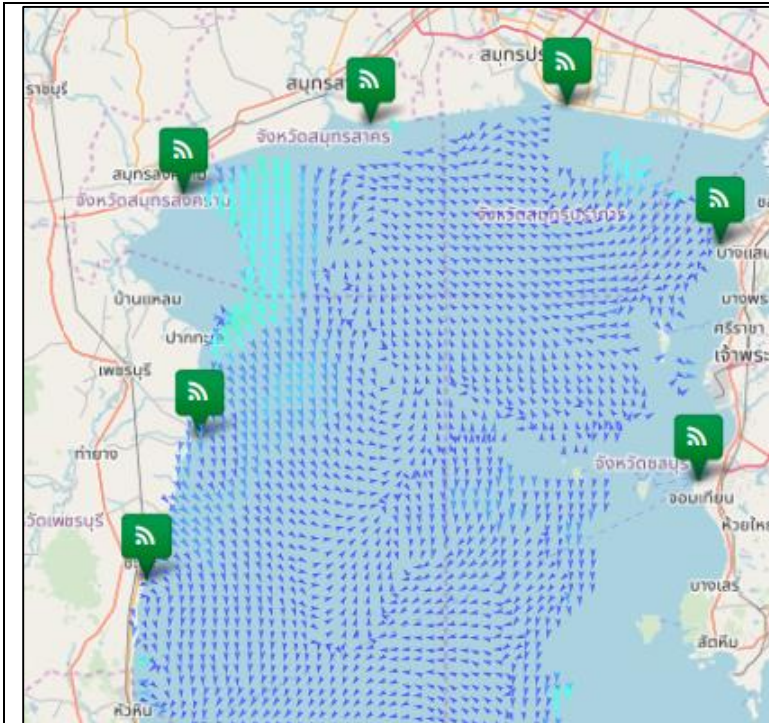 สมุทรปร
สมุทรส
ราชบุรี
จังหวัดสมุทรสาคร
สมุทรสงคราม
จังหวัดสมุทรสงคราม
จังหวัดสมุทรปราการ
บางแสน
บ้านแหลม
บางพร
ศรีราชา
ปากทะเ
เจ้าพระ
เพชรบุรี
ท่ายาง
จังหวัดชลบุรี
จอมเทียน
วัดเพชรบุรี
ห้วยใหญ
ชะ
บางเสร่
สัตหีบ
หัวหิน